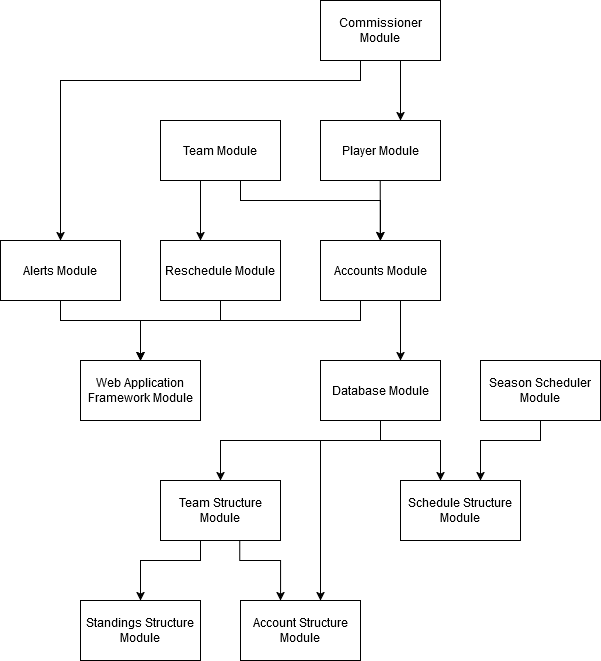 Commissioner
Module
Team Module
Player Module
Alerts Module
Reschedule Module
Accounts Module
Web Application
Framework Module
Database Module
Season Scheduler
Module
Team Structure
Module
Schedule Structure
Module
Standings Structure
Module
Account Structure
Module